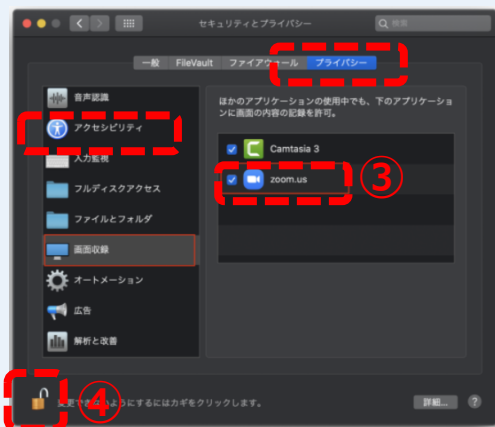 セキュリティとプライバシー
検索
一般 FileVault ファイアウォール プライバシー
音声認識
アクセシビリティ
入力監視
フルディスクアクセス
ファイルとフォルダ
画面収録
オートメーション
広告
解析と改善
ほかのアプリケーションの使用中でも、下のアプリケーショ
ンに画面の内容の記録を許可。
Camtasia 3
zoom.us
③
④
変更できないようにするにはカギをクリックします。
詳細...
?